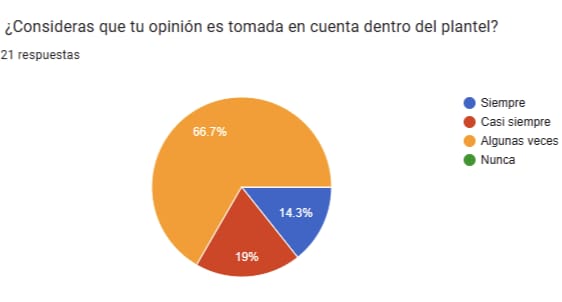 ¿Consideras que tu opinión es tomada en cuenta dentro del plantel?
21 respuestas
Siempre
Casi siempre
Algunas veces
Nunca
66.7%
14.3%
19%